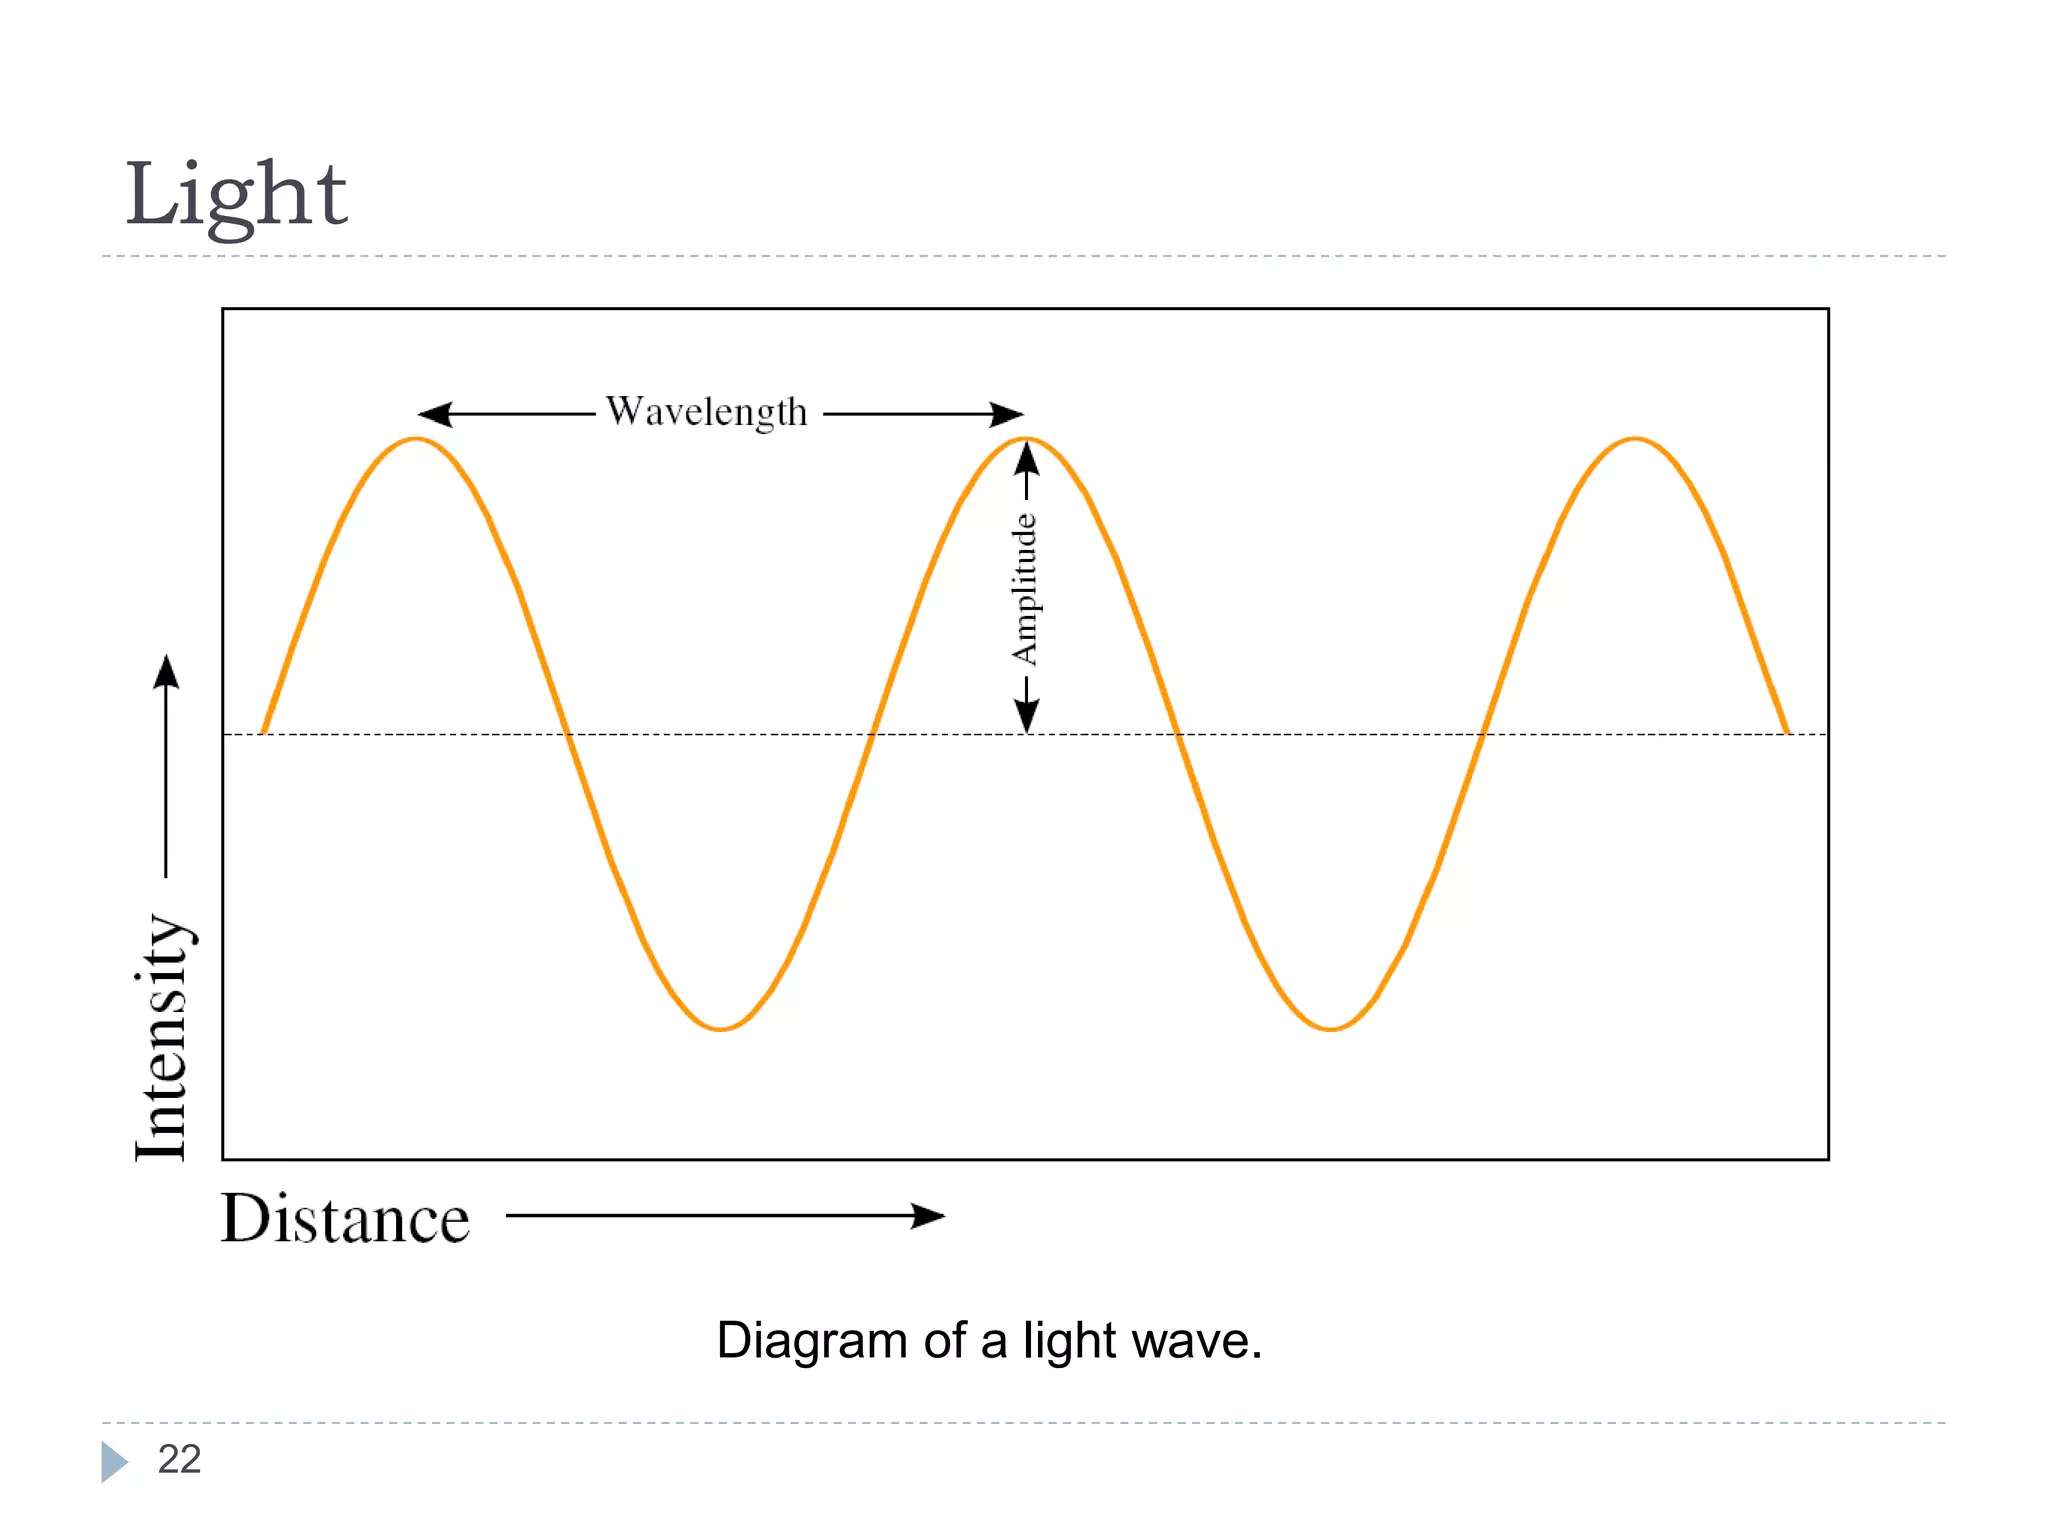 Light
Wavelength
Amplitude
Intensity
Distance
Diagram of a light wave.
22